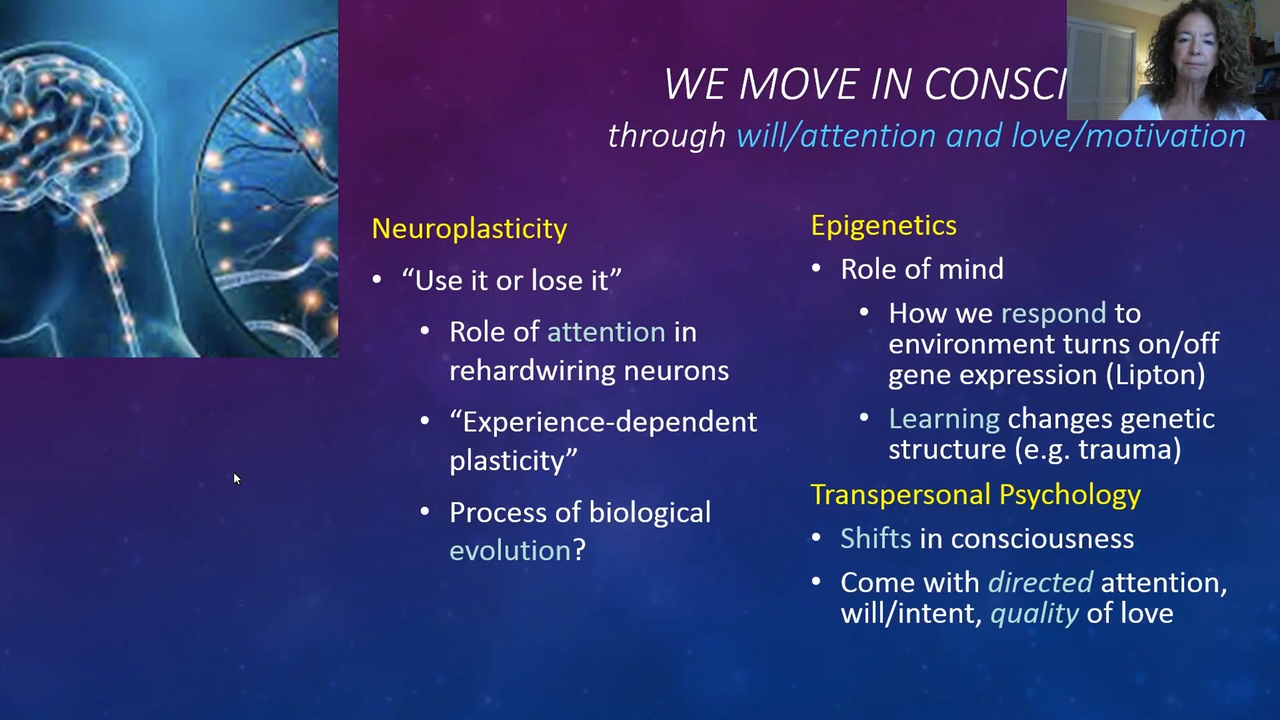 WE MOVE IN CONSCI
through will/attention and love/motivation
Neuroplasticity
• “Use it or lose it”
• Role of attention in
rehardwiring neurons
• “Experience-dependent
plasticity”
• Process of biological
evolution?
Epigenetics
• Role of mind
• How we respond to
environment turns on/off
gene expression (Lipton)
• Learning changes genetic
structure (e.g. trauma)
Transpersonal Psychology
• Shifts in consciousness
• Come with directed attention,
will/intent, quality of love